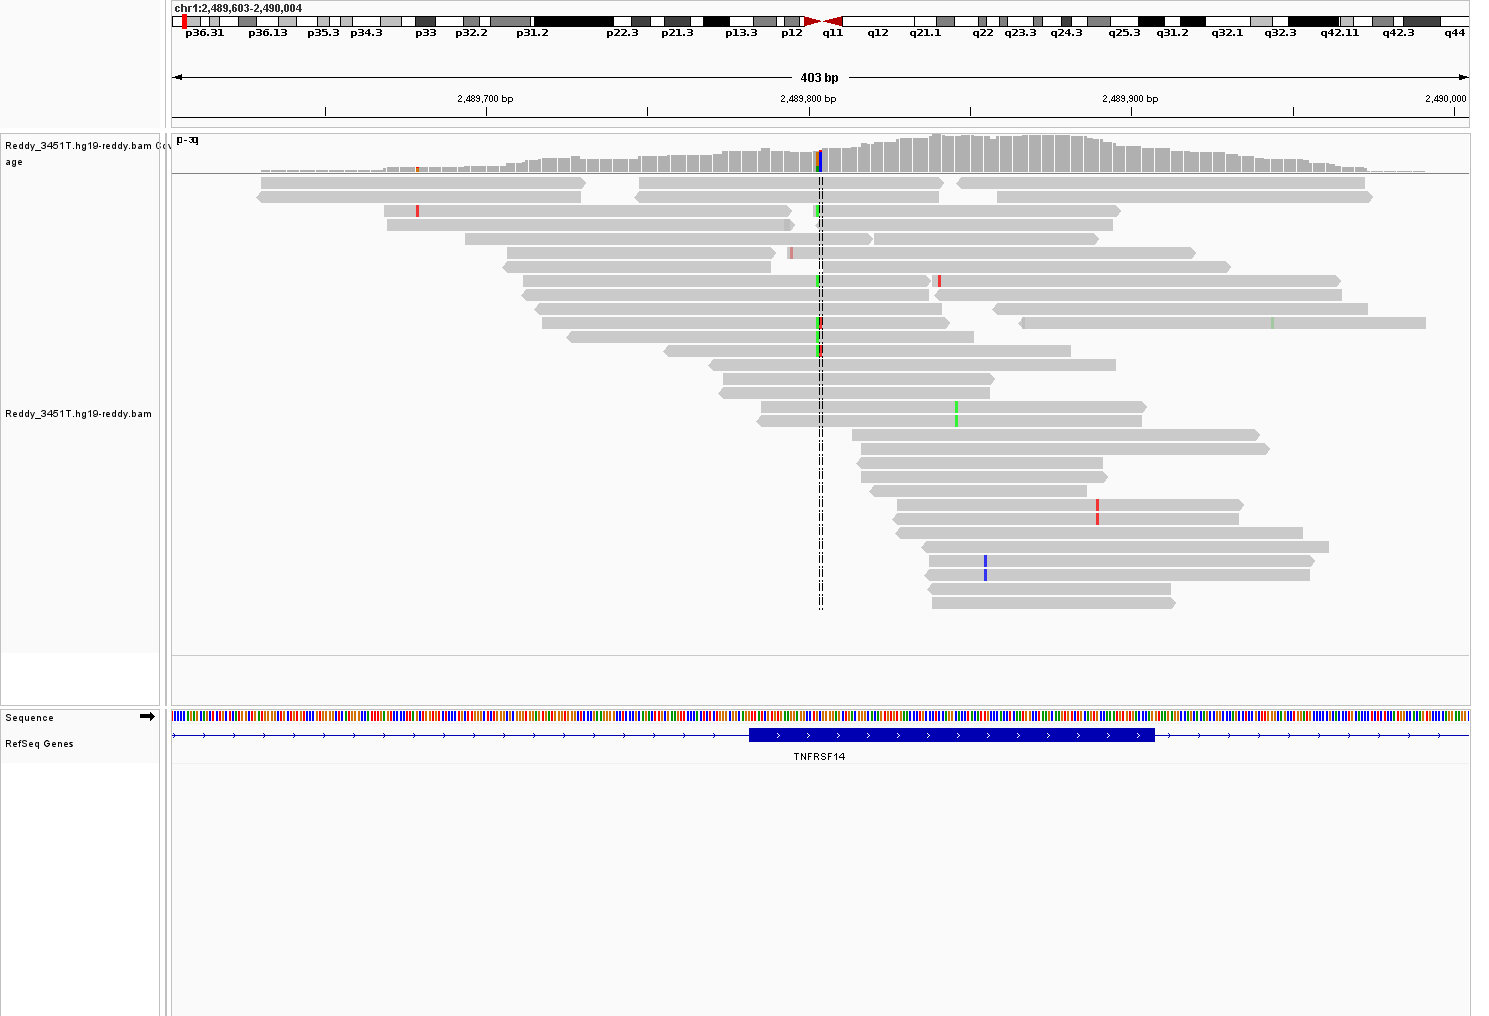 chr1:2,489,603-2,490,004
p36.31 p36.13 p35.3 p34.3 p33 p32.2 p31.2 p22.3 p21.3 p13.3 p12 q11 q12 q21.1 q22 q23.3 q24.3 q25.3 q31.2 q32.1 q32.3 q42.11 q42.3 q44
403 bp
2,489,700 bp 2,489,800 bp 2,489,900 bp 2,490,000
Reddy_3451T.hg19-reddy.bam
age
Reddy_3451T.hg19-reddy.bam
Sequence
RefSeq Genes
TNFRSF14